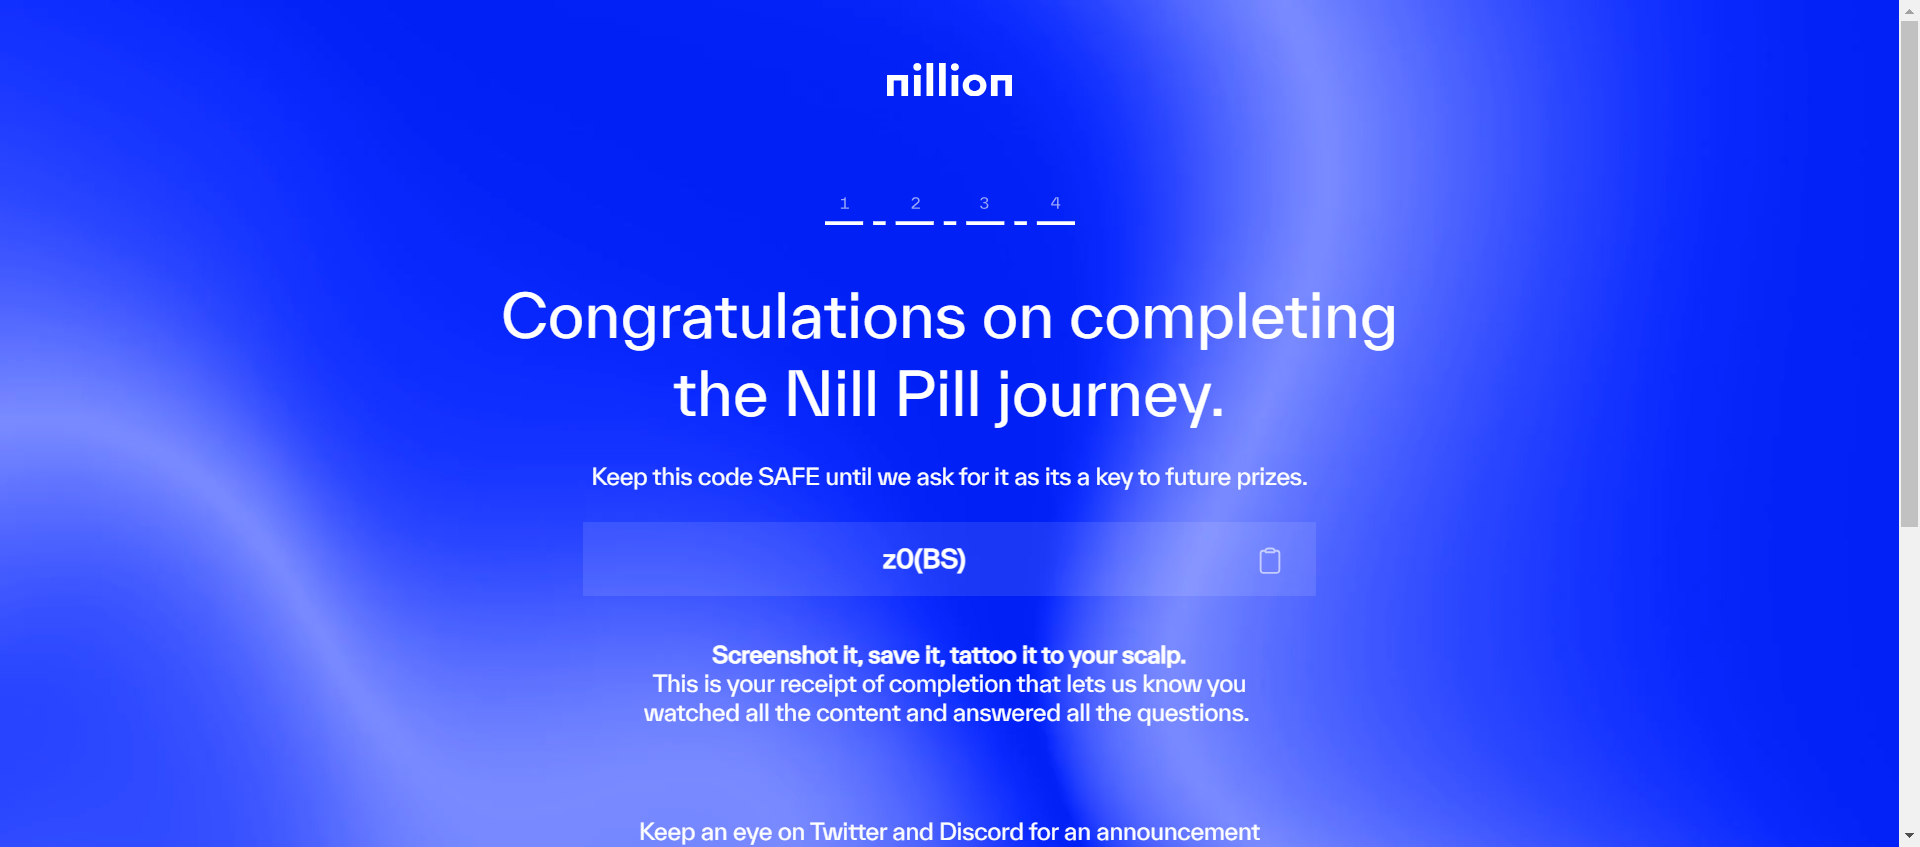 nillion
1 2 3 4
Congratulations on completing
the Nill Pill journey.
Keep this code SAFE until we ask for it as its a key to future prizes.
z0(BS)
Screenshot it, save it, tattoo it to your scalp.
This is your receipt of completion that lets us know you
watched all the content and answered all the questions.
Keep an eye on Twitter and Discord for an announcement